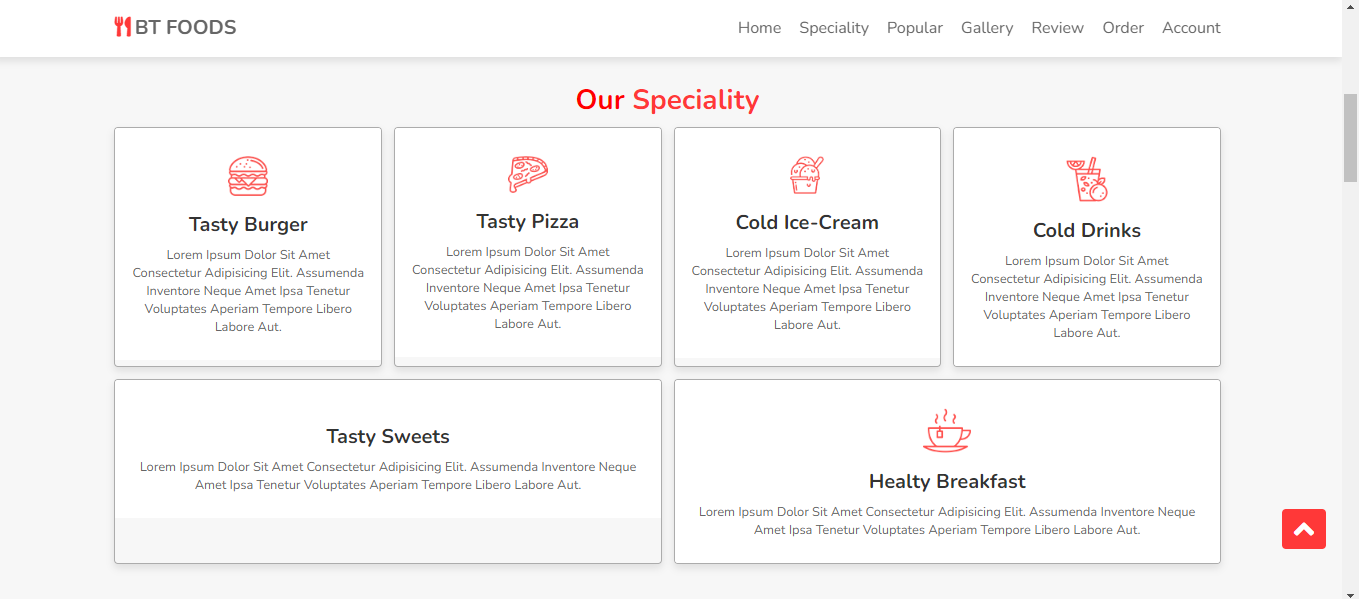 BT FOODS
Home Speciality Popular Gallery Review Order Account
Our Speciality
Tasty Burger
Lorem Ipsum Dolor Sit Amet
Consectetur Adipisicing Elit. Assumenda
Inventore Neque Amet Ipsa Tenetur
Voluptates Aperiam Tempore Libero
Labore Aut.
Tasty Pizza
Lorem Ipsum Dolor Sit Amet
Consectetur Adipisicing Elit. Assumenda
Inventore Neque Amet Ipsa Tenetur
Voluptates Aperiam Tempore Libero
Labore Aut.
Cold Ice-Cream
Lorem Ipsum Dolor Sit Amet
Consectetur Adipisicing Elit. Assumenda
Inventore Neque Amet Ipsa Tenetur
Voluptates Aperiam Tempore Libero
Labore Aut.
Cold Drinks
Lorem Ipsum Dolor Sit Amet
Consectetur Adipisicing Elit. Assumenda
Inventore Neque Amet Ipsa Tenetur
Voluptates Aperiam Tempore Libero
Labore Aut.
Tasty Sweets
Lorem Ipsum Dolor Sit Amet Consectetur Adipisicing Elit. Assumenda Inventore Neque
Amet Ipsa Tenetur Voluptates Aperiam Tempore Libero Labore Aut.
Healty Breakfast
Lorem Ipsum Dolor Sit Amet Consectetur Adipisicing Elit. Assumenda Inventore Neque
Amet Ipsa Tenetur Voluptates Aperiam Tempore Libero Labore Aut.